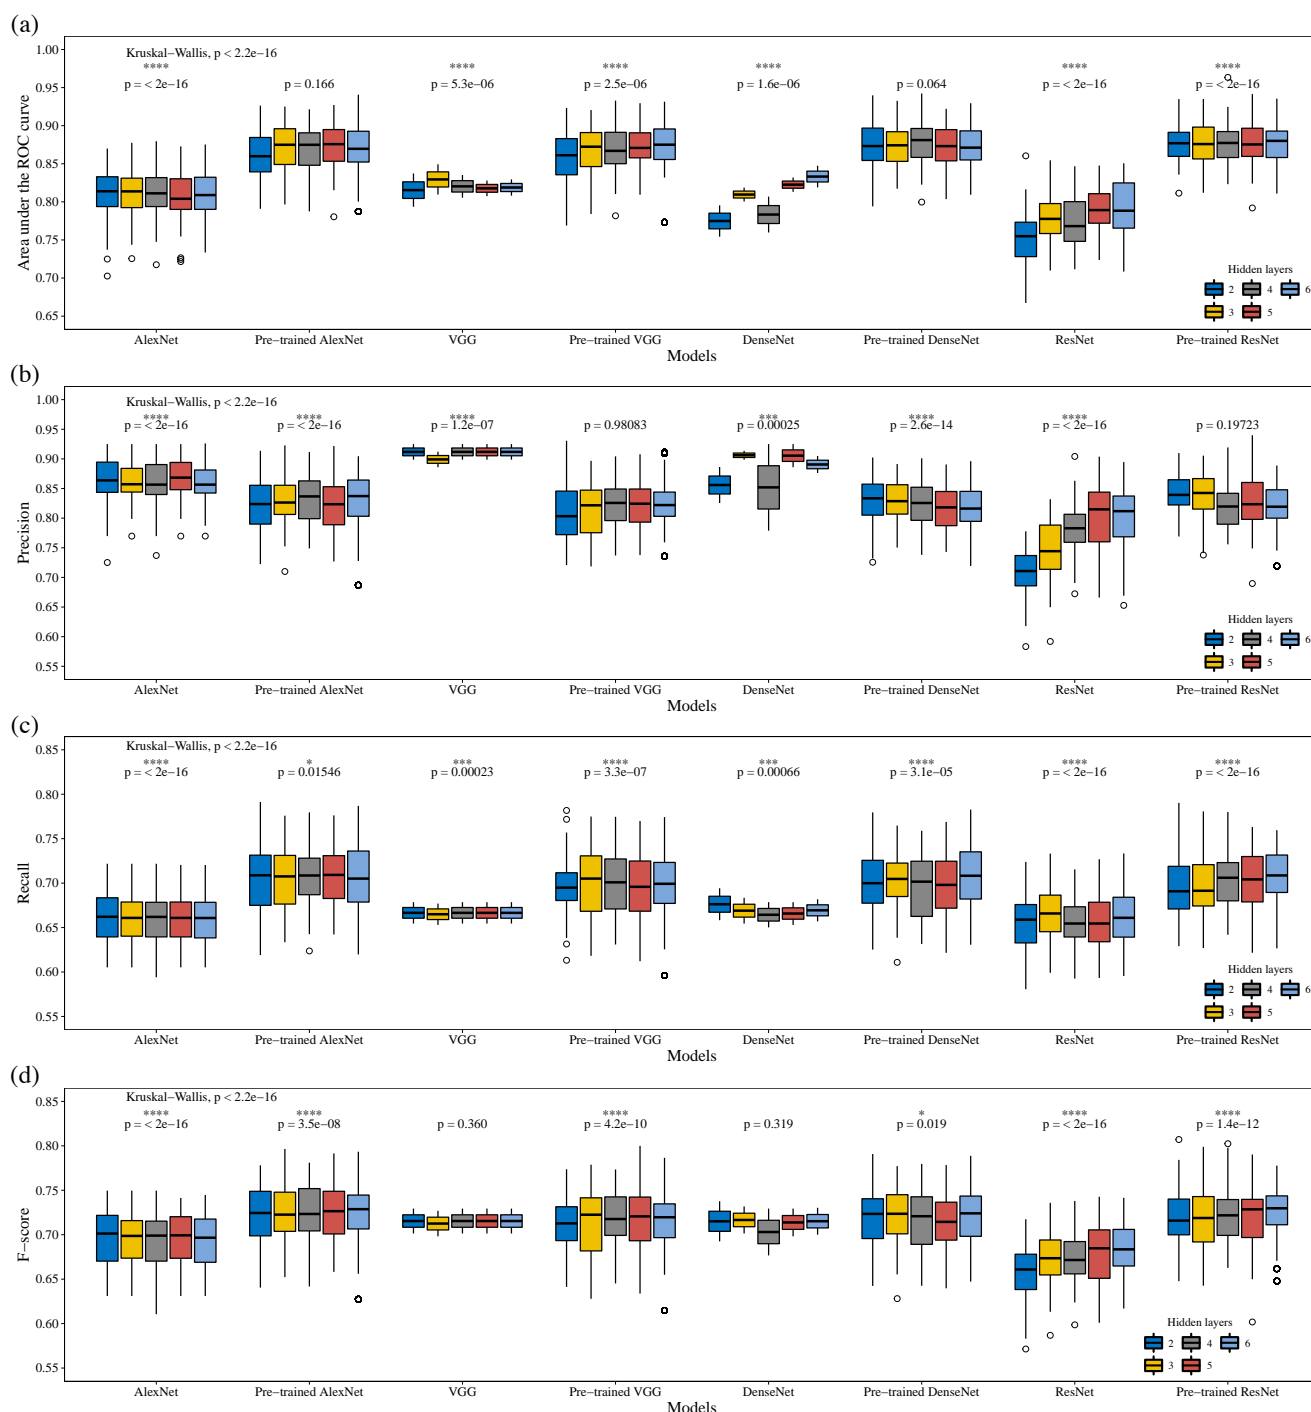 (a)
Kruskal−Wallis, p < 2.2e−16
**** **** **** **** **** ****
p = < 2e−16 p = 0.166 p = 5.3e−06 p = 2.5e−06 p = 1.6e−06 p = 0.064 p = < 2e−16 p = < 2e−16
Area under the ROC curve
1.00
0.95
0.90
0.85
0.80
0.75
0.70
0.65
Hidden layers
2 4 6
3 5
AlexNet Pre−trained AlexNet VGG Pre−trained VGG DenseNet Pre−trained DenseNet ResNet Pre−trained ResNet
Models
(b)
Kruskal−Wallis, p < 2.2e−16
**** **** **** *** **** ****
p = < 2e−16 p = < 2e−16 p = 1.2e−07 p = 0.98083 p = 0.00025 p = 2.6e−14 p = < 2e−16 p = 0.19723
Precision
1.00
0.95
0.90
0.85
0.80
0.75
0.70
0.65
0.60
0.55
Hidden layers
2 4 6
3 5
AlexNet Pre−trained AlexNet VGG Pre−trained VGG DenseNet Pre−trained DenseNet ResNet Pre−trained ResNet
Models
(c)
Kruskal−Wallis, p < 2.2e−16
**** * *** **** *** **** **** ****
p = < 2e−16 p = 0.01546 p = 0.00023 p = 3.3e−07 p = 0.00066 p = 3.1e−05 p = < 2e−16 p = < 2e−16
Recall
0.85
0.80
0.75
0.70
0.65
0.60
0.55
Hidden layers
2 4 6
3 5
AlexNet Pre−trained AlexNet VGG Pre−trained VGG DenseNet Pre−trained DenseNet ResNet Pre−trained ResNet
Models
(d)
Kruskal−Wallis, p < 2.2e−16
**** **** **** * **** ****
p = < 2e−16 p = 3.5e−08 p = 0.360 p = 4.2e−10 p = 0.319 p = 0.019 p = < 2e−16 p = 1.4e−12
F−score
0.85
0.80
0.75
0.70
0.65
0.60
0.55
Hidden layers
2 4 6
3 5
AlexNet Pre−trained AlexNet VGG Pre−trained VGG DenseNet Pre−trained DenseNet ResNet Pre−trained ResNet
Models